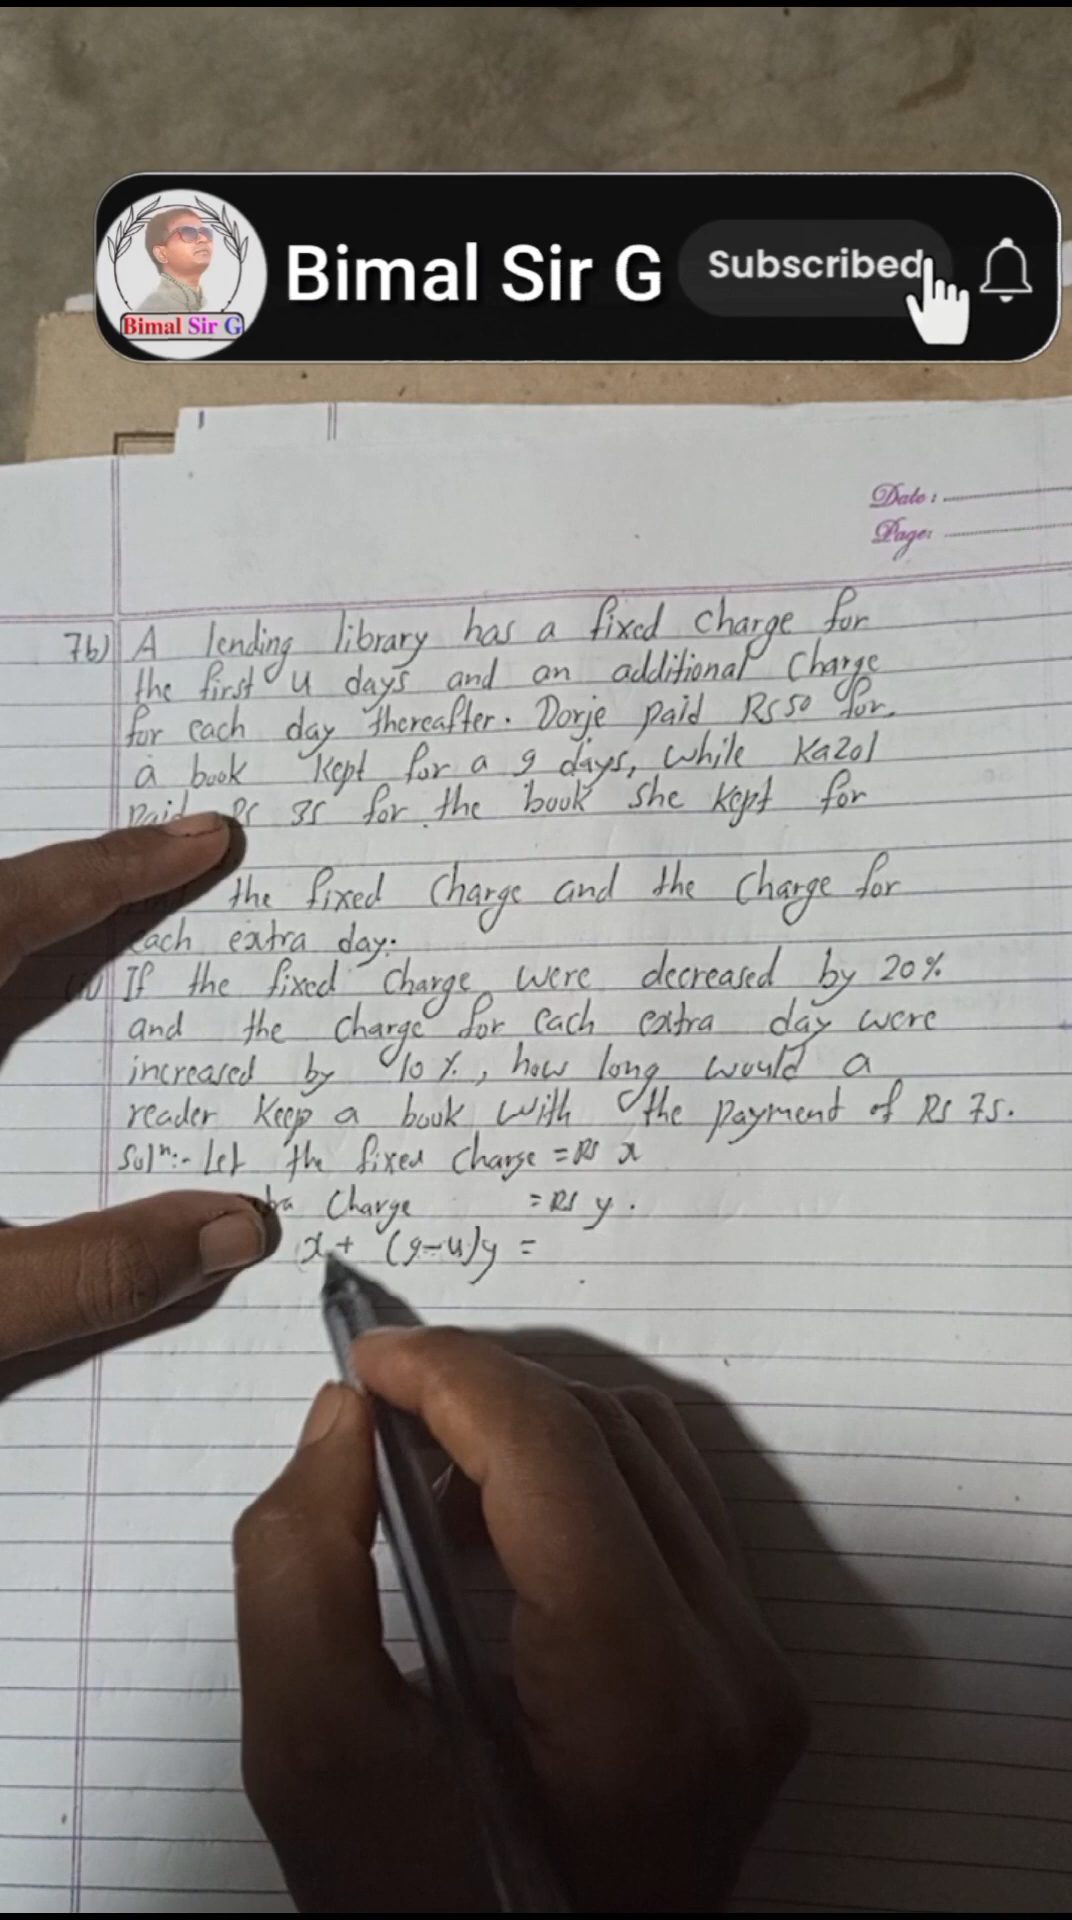 Bimal Sir G
Subscribed
Bimal Sir G
Date:
Page:
7b) A lending library has a fixed charge for
the first 4 days and an additional charge
for each day thereafter. Dorje paid Rs 50 for
a book kept for a 9 days, while Kazol
paid Rs 35 for the book she kept for
the fixed charge and the charge for
each extra day.
If the fixed charge were decreased by 20%
and the charge for each extra day were
increased by 10%, how long would a
reader keep a book with the payment of Rs 75.
Solⁿ:- Let the fixed charge = Rs x
charge = Rs y.
x + (9-4)y =